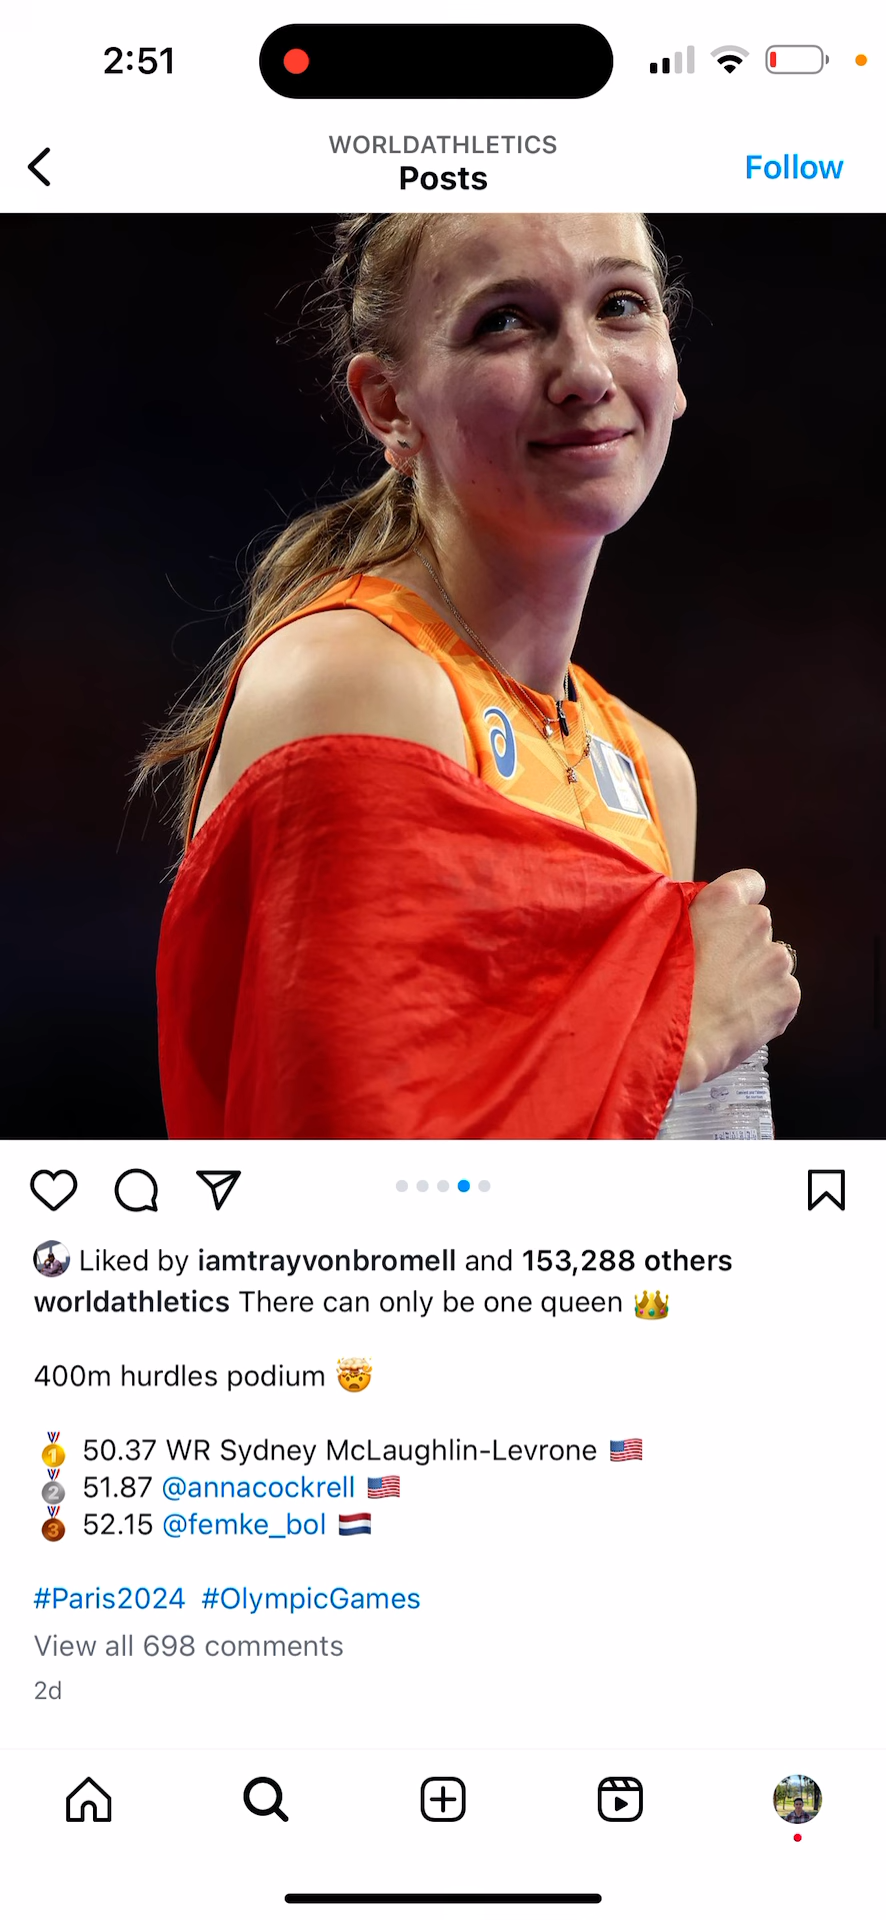 2:51
WORLDATHLETICS
Posts
Follow
Liked by iamtrayvonbromell and 153,288 others
worldathletics There can only be one queen 👑
400m hurdles podium 🤯
🥇 50.37 WR Sydney McLaughlin-Levrone 🇺🇸
🥈 51.87 @annacockrell 🇺🇸
🥉 52.15 @femke_bol 🇳🇱
#Paris2024 #OlympicGames
View all 698 comments
2d